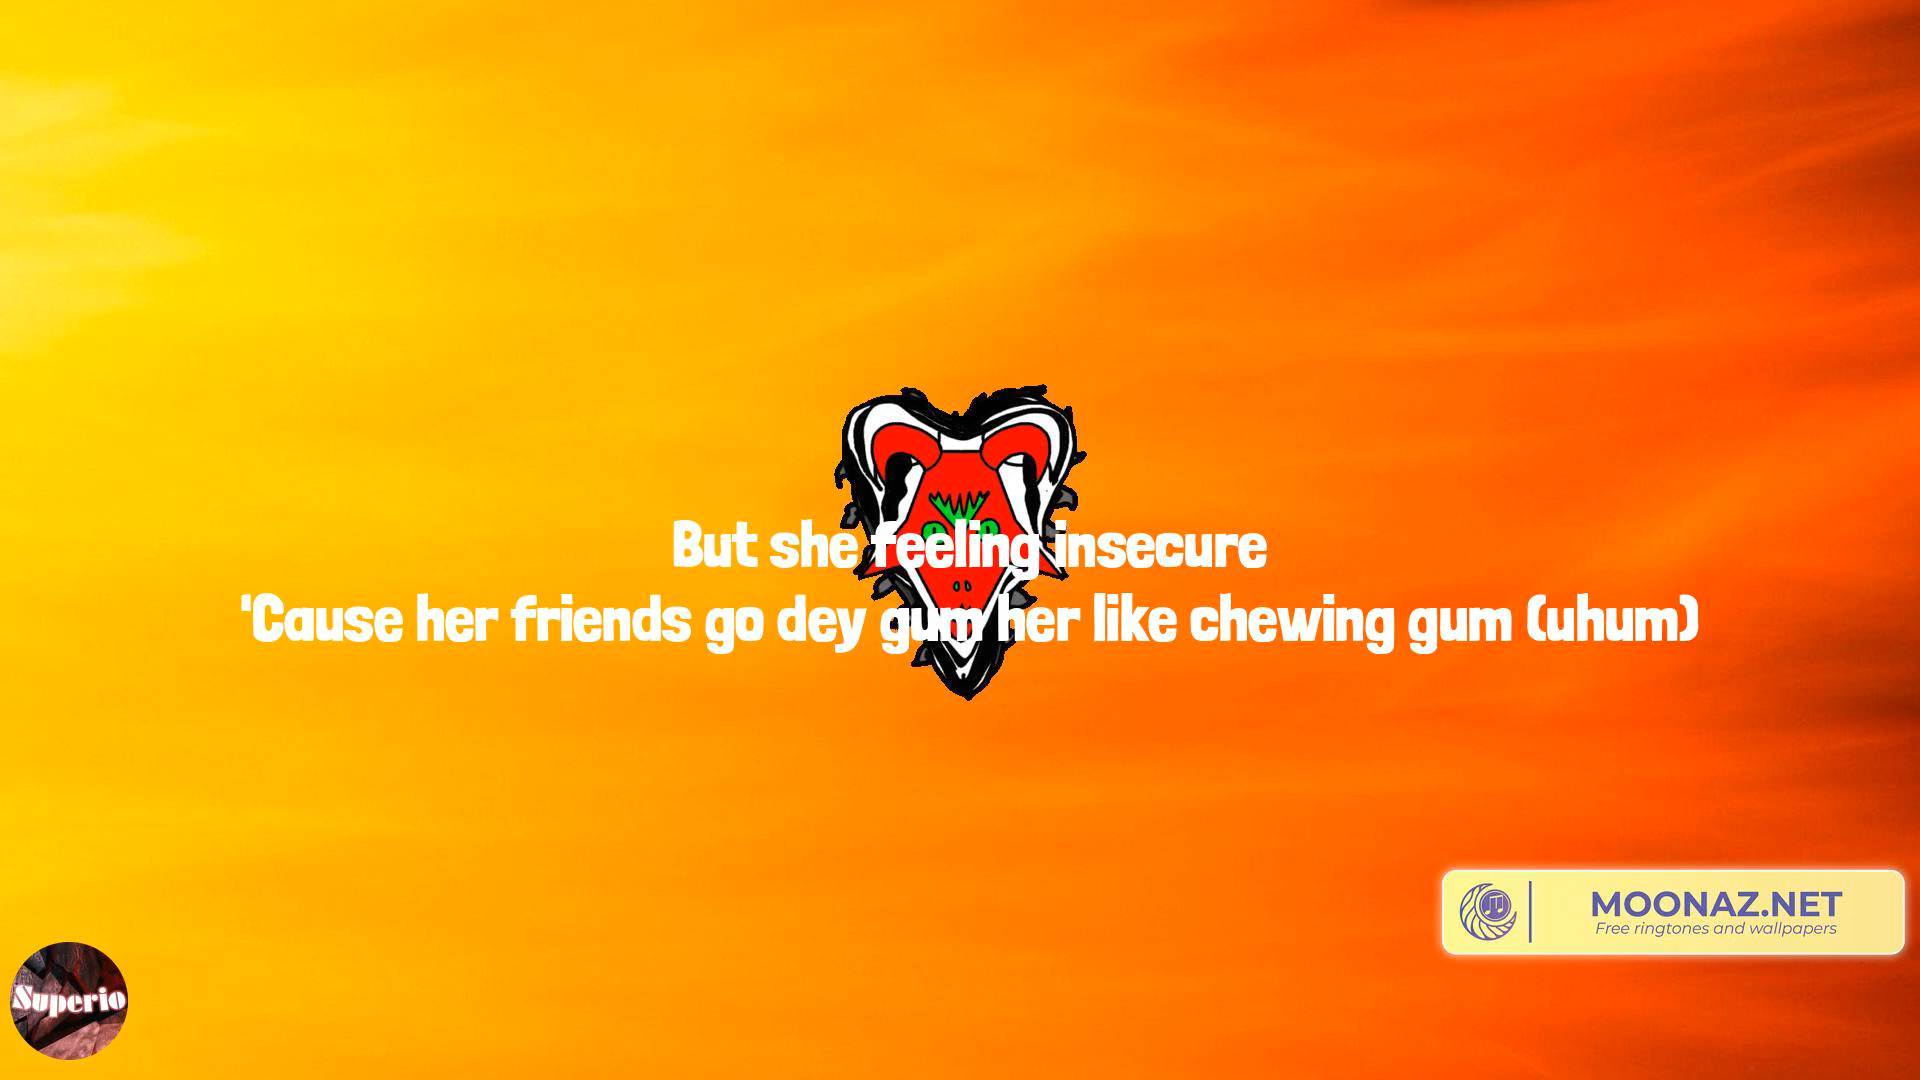 But she feeling insecure
'Cause her friends go dey gum her like chewing gum (uhum)
MOONAZ.NET
Free ringtones and wallpapers
Superio